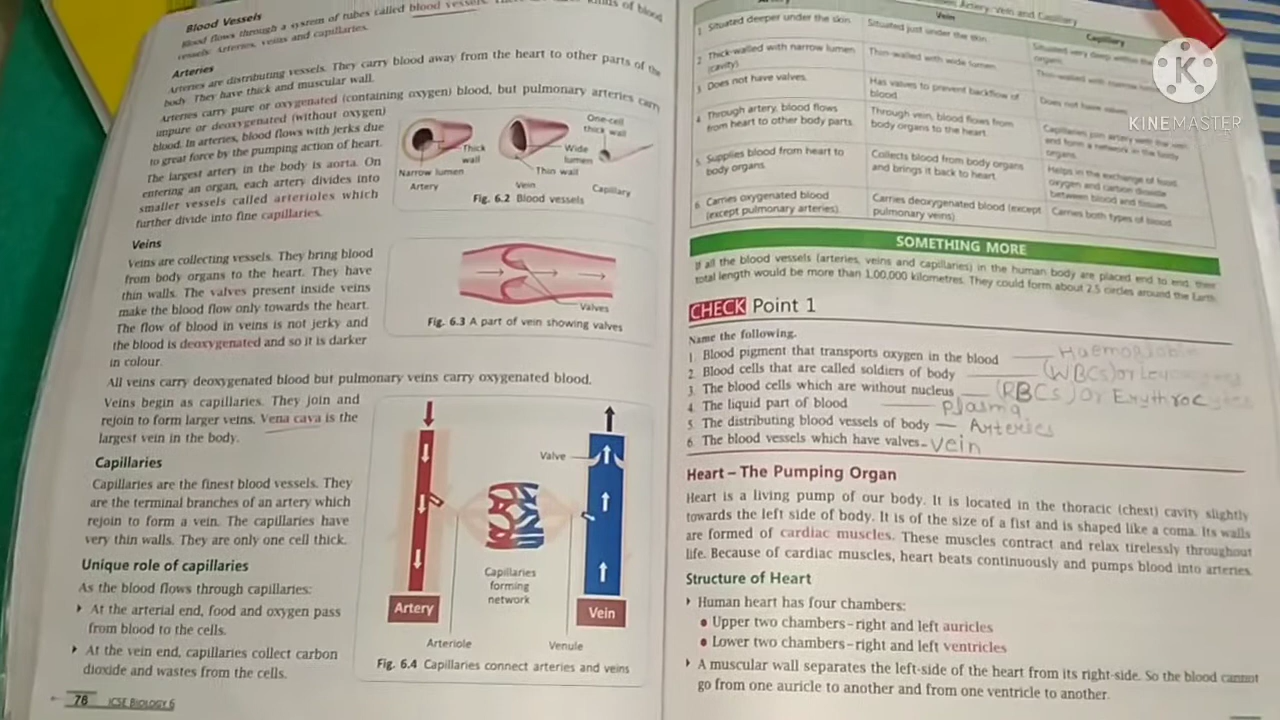 Blood Vessels
Blood flows through a system of tubes called blood vessels. kinds of blood
vessels: Arteries, veins and capillaries.
Arteries
Arteries are distributing vessels. They carry blood away from the heart to other parts of the
body. They have thick and muscular wall.
Arteries carry pure or oxygenated (containing oxygen) blood, but pulmonary arteries carry
impure or deoxygenated (without oxygen)
blood. In arteries, blood flows with jerks due
to great force by the pumping action of heart.
The largest artery in the body is aorta. On
entering an organ, each artery divides into
smaller vessels called arterioles which
further divide into fine capillaries.
One-cell
thick wall
Thick
wall
Wide
lumen
Narrow lumen
Thin wall
Artery
Vein
Capillary
Fig. 6.2 Blood vessels
Veins
Veins are collecting vessels. They bring blood
from body organs to the heart. They have
thin walls. The valves present inside veins
make the blood flow only towards the heart.
The flow of blood in veins is not jerky and
the blood is deoxygenated and so it is darker
in colour.
Valves
Fig. 6.3 A part of vein showing valves
All veins carry deoxygenated blood but pulmonary veins carry oxygenated blood.
Veins begin as capillaries. They join and
rejoin to form larger veins. Vena cava is the
largest vein in the body.
Capillaries
Capillaries are the finest blood vessels. They
are the terminal branches of an artery which
rejoin to form a vein. The capillaries have
very thin walls. They are only one cell thick.
Unique role of capillaries
As the blood flows through capillaries:
At the arterial end, food and oxygen pass
from blood to the cells.
At the vein end, capillaries collect carbon
dioxide and wastes from the cells.
Valve
Capillaries
forming
network
Artery
Vein
Arteriole
Venule
Fig. 6.4 Capillaries connect arteries and veins
76 ICSE BIOLOGY 6
Artery, Vein and Capillary
Artery Vein Capillary
1. Situated deeper under the skin
Situated just under the skin
Situated very deep within the
organs
2. Thick-walled with narrow lumen
(cavity)
Thin-walled with wide lumen
Thin-walled with narrow
3. Does not have valves.
Has valves to prevent backflow of
blood
Does not have valves
4. Through artery, blood flows
from heart to other body parts.
Through vein, blood flows from
body organs to the heart.
Capillaries join artery with the vein
and form a network in the body
organs.
5. Supplies blood from heart to
body organs.
Collects blood from body organs
and brings it back to heart.
Helps in the exchange of food,
oxygen and carbon dioxide
between blood and tissues
6. Carries oxygenated blood
(except pulmonary arteries).
Carries deoxygenated blood (except
pulmonary veins)
Carries both types of blood
SOMETHING MORE
If all the blood vessels (arteries, veins and capillaries) in the human body are placed end to end, their
total length would be more than 1,00,000 kilometres. They could form about 2.5 circles around the Earth.
CHECK Point 1
Name the following.
1. Blood pigment that transports oxygen in the blood Haemoglobin
2. Blood cells that are called soldiers of body (WBCs) or Leucocytes
3. The blood cells which are without nucleus (RBCs) or Erythrocytes
4. The liquid part of blood Plasma
5. The distributing blood vessels of body — Arteries
6. The blood vessels which have valves – Vein
Heart – The Pumping Organ
Heart is a living pump of our body. It is located in the thoracic (chest) cavity slightly
towards the left side of body. It is of the size of a fist and is shaped like a coma. Its walls
are formed of cardiac muscles. These muscles contract and relax tirelessly throughout
life. Because of cardiac muscles, heart beats continuously and pumps blood into arteries.
Structure of Heart
Human heart has four chambers:
Upper two chambers – right and left auricles
Lower two chambers – right and left ventricles
A muscular wall separates the left-side of the heart from its right-side. So the blood cannot
go from one auricle to another and from one ventricle to another.
K
KINEMASTER